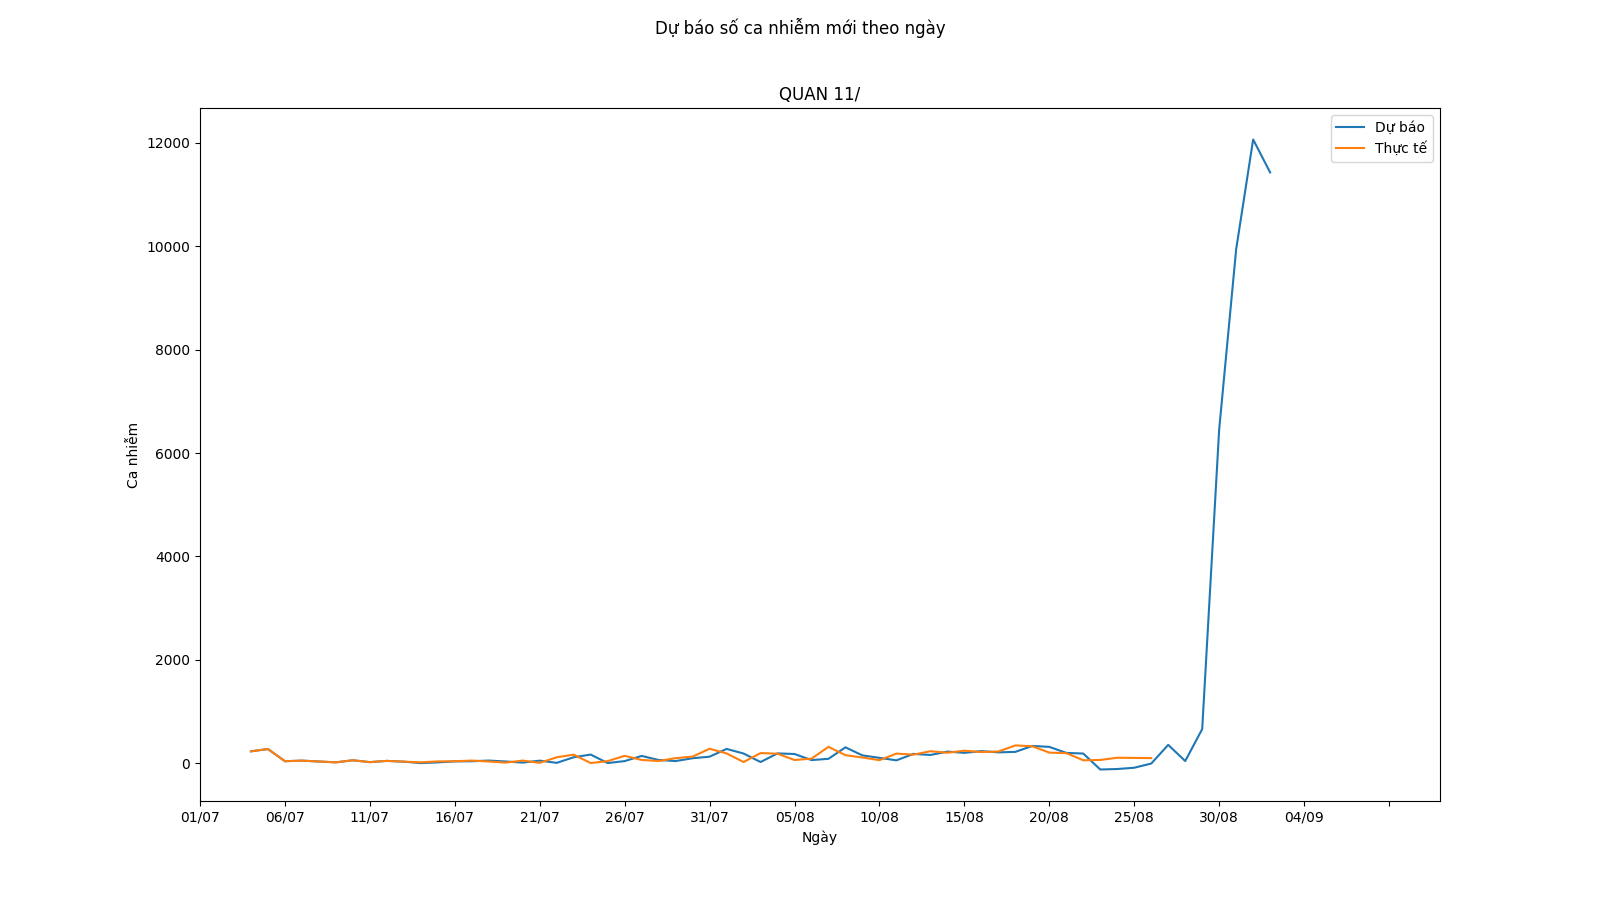 Dự báo số ca nhiễm mới theo ngày
QUAN 11/
Dự báo
Thực tế
12000
10000
8000
6000
4000
2000
0
Ca nhiễm
01/07 06/07 11/07 16/07 21/07 26/07 31/07 05/08 10/08 15/08 20/08 25/08 30/08 04/09
Ngày